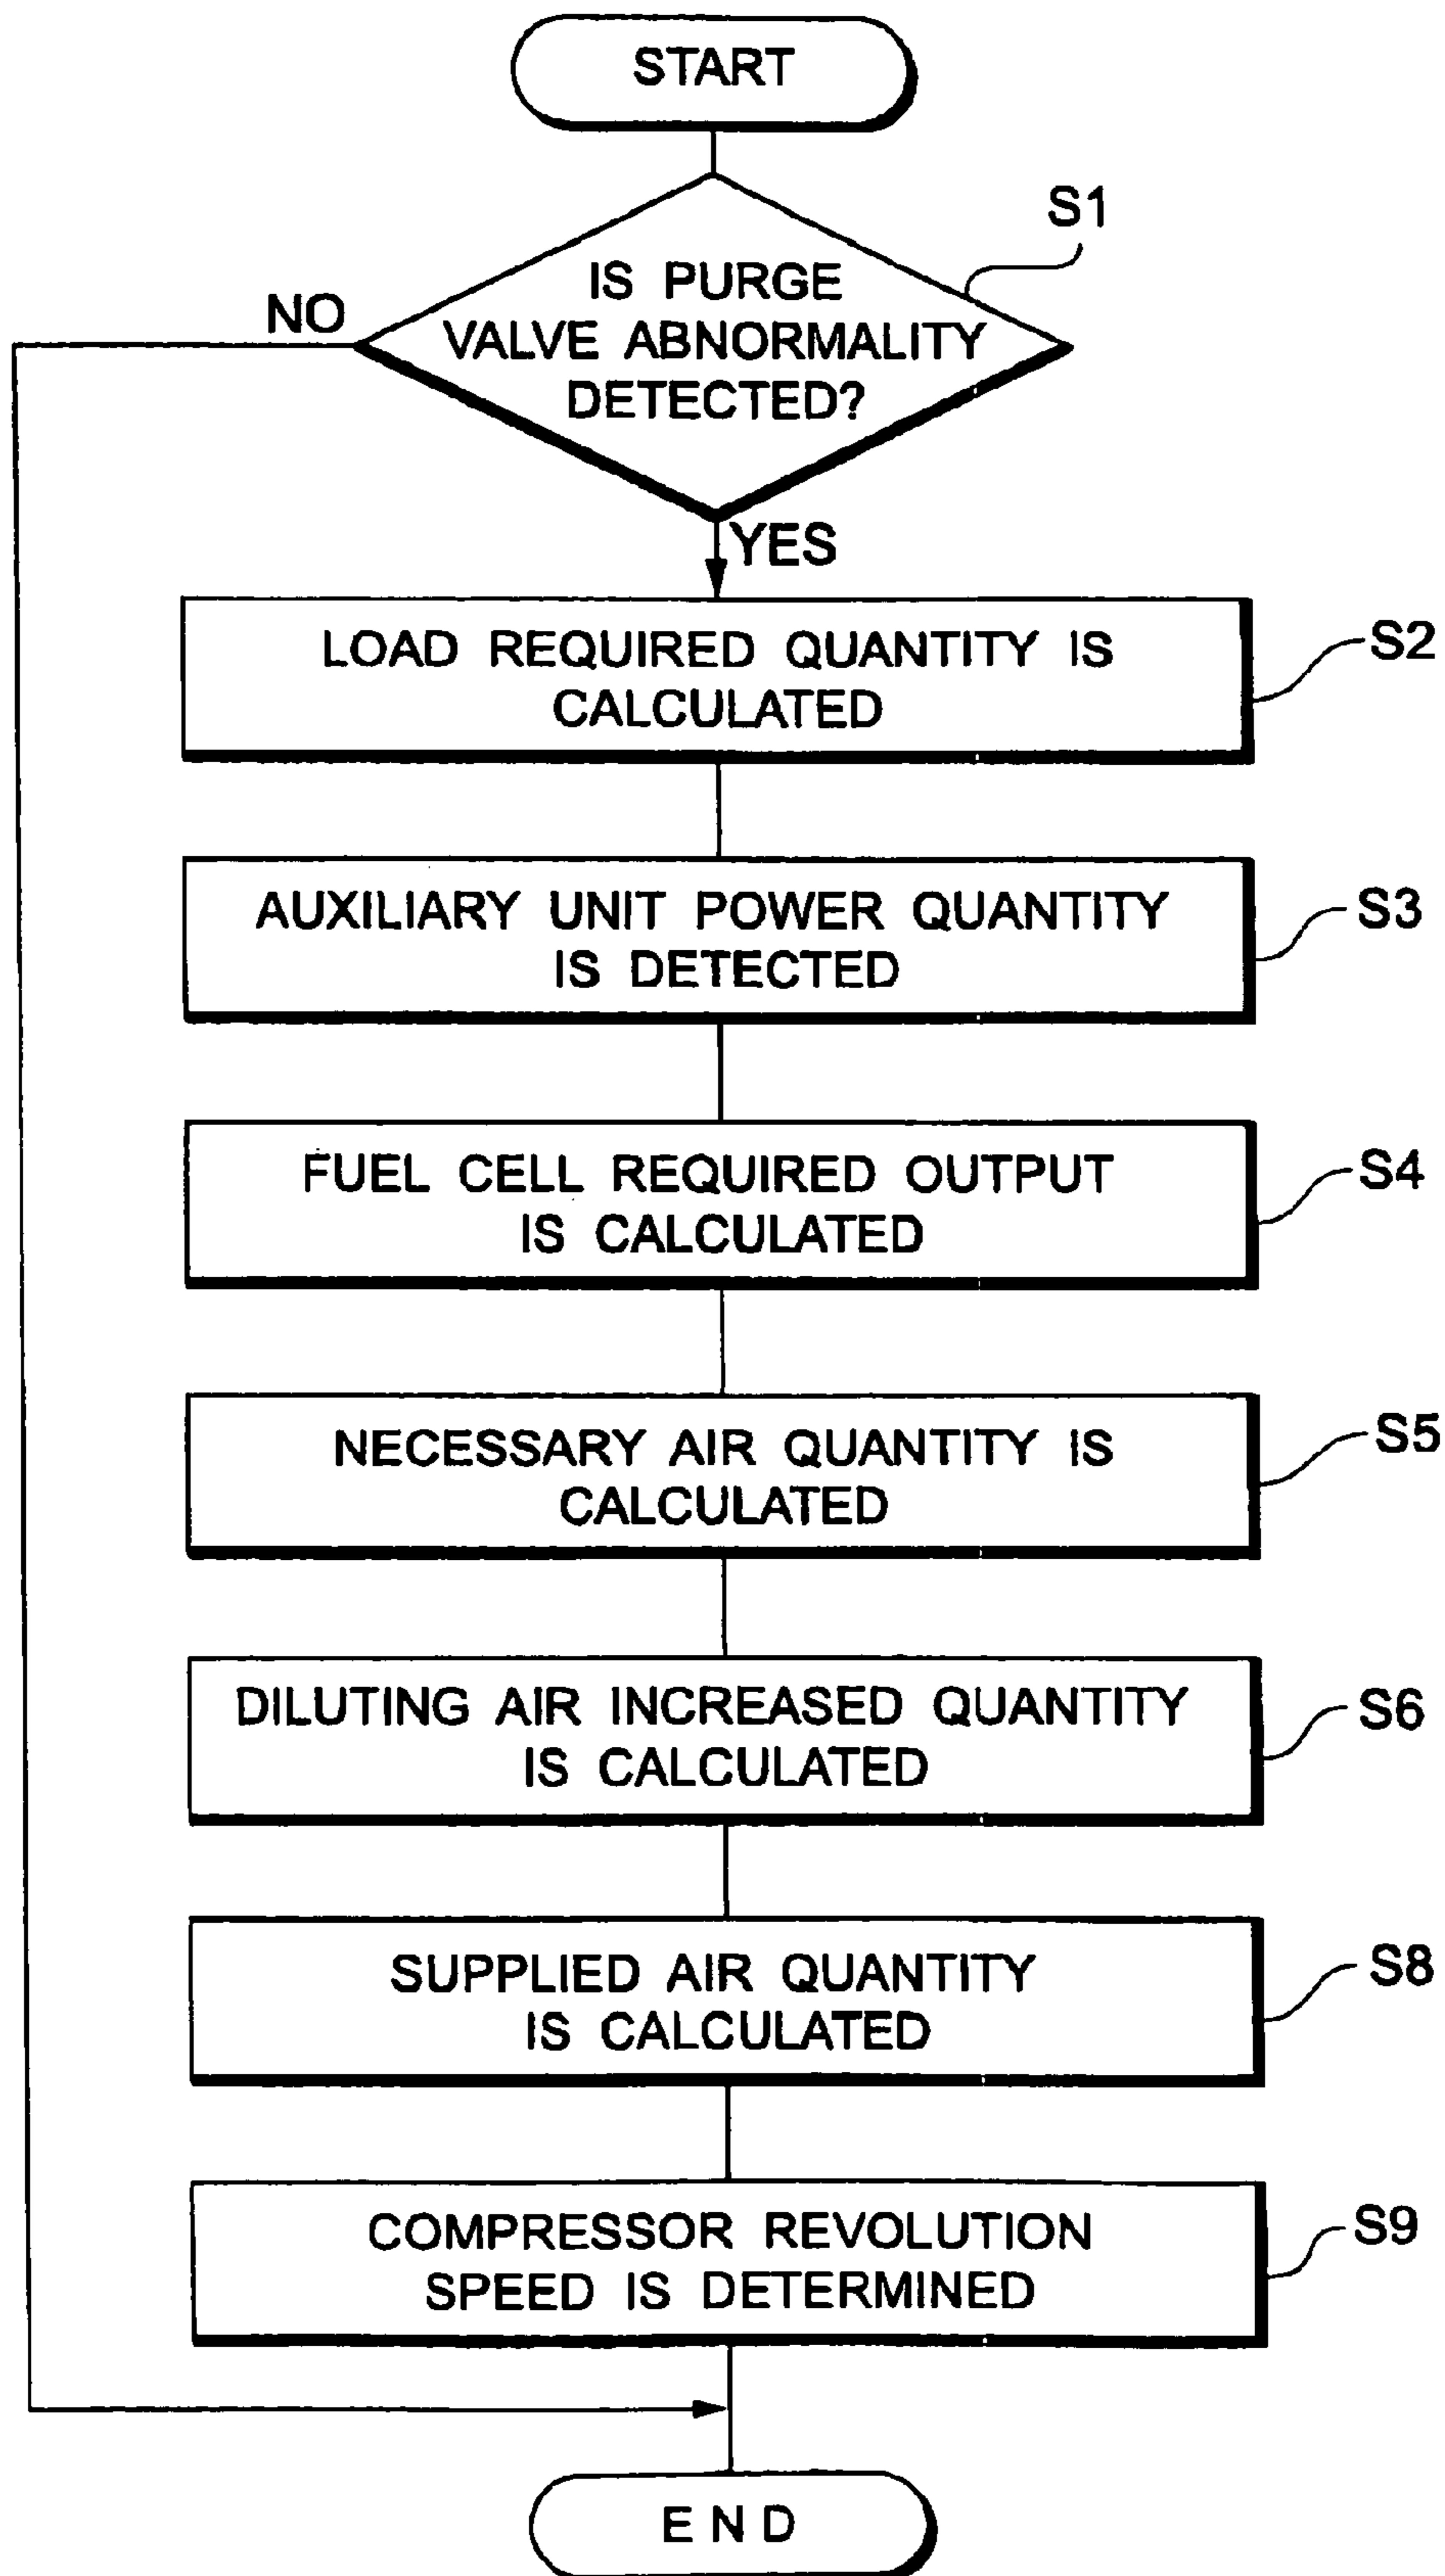 START
S1
IS PURGE
VALVE ABNORMALITY
DETECTED?
NO
YES
LOAD REQUIRED QUANTITY IS
CALCULATED
S2
AUXILIARY UNIT POWER QUANTITY
IS DETECTED
S3
FUEL CELL REQUIRED OUTPUT
IS CALCULATED
S4
NECESSARY AIR QUANTITY IS
CALCULATED
S5
DILUTING AIR INCREASED QUANTITY
IS CALCULATED
S6
SUPPLIED AIR QUANTITY
IS CALCULATED
S8
COMPRESSOR REVOLUTION
SPEED IS DETERMINED
S9
END